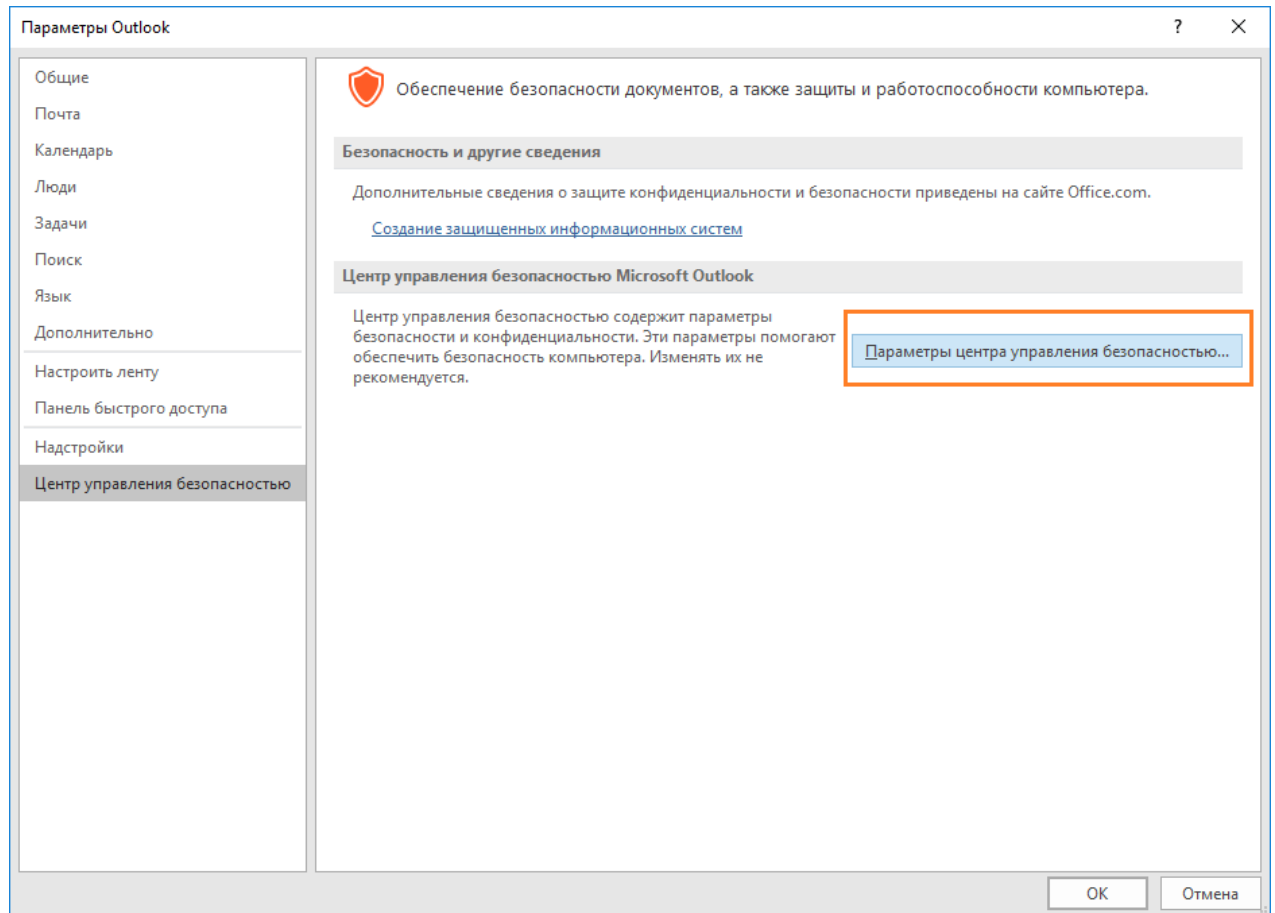 Параметры Outlook
?
Общие
Почта
Календарь
Люди
Задачи
Поиск
Язык
Дополнительно
Настроить ленту
Панель быстрого доступа
Надстройки
Центр управления безопасностью
Обеспечение безопасности документов, а также защиты и работоспособности компьютера.
Безопасность и другие сведения
Дополнительные сведения о защите конфиденциальности и безопасности приведены на сайте Office.com.
Создание защищенных информационных систем
Центр управления безопасностью Microsoft Outlook
Центр управления безопасностью содержит параметры
безопасности и конфиденциальности. Эти параметры помогают
обеспечить безопасность компьютера. Изменять их не
рекомендуется.
Параметры центра управления безопасностью...
ОК
Отмена